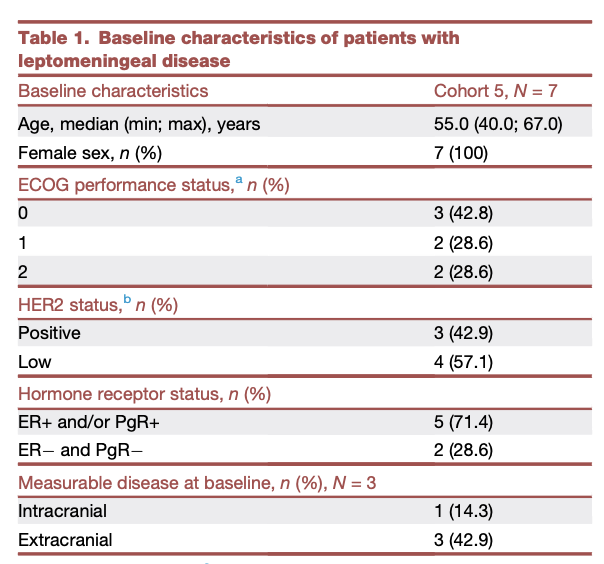 Table 1. Baseline characteristics of patients with
leptomeningeal disease
Baseline characteristics Cohort 5, N = 7
Age, median (min; max), years 55.0 (40.0; 67.0)
Female sex, n (%) 7 (100)
ECOG performance status,a n (%)
0 3 (42.8)
1 2 (28.6)
2 2 (28.6)
HER2 status,b n (%)
Positive 3 (42.9)
Low 4 (57.1)
Hormone receptor status, n (%)
ER+ and/or PgR+ 5 (71.4)
ER− and PgR− 2 (28.6)
Measurable disease at baseline, n (%), N = 3
Intracranial 1 (14.3)
Extracranial 3 (42.9)